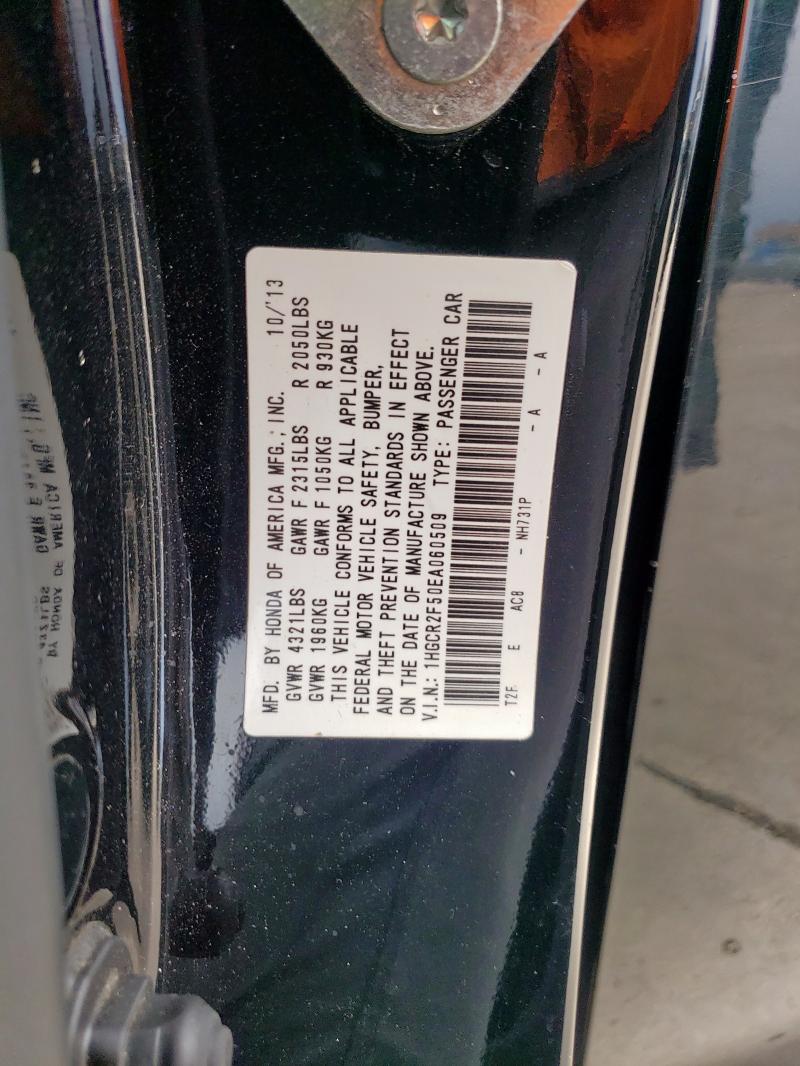 MFD. BY HONDA OF AMERICA MFG.; INC. 10/'13
GVWR 4321LBS GAWR F 2315LBS R 2050LBS
GVWR 1960KG GAWR F 1050KG R 930KG
THIS VEHICLE CONFORMS TO ALL APPLICABLE
FEDERAL MOTOR VEHICLE SAFETY, BUMPER,
AND THEFT PREVENTION STANDARDS IN EFFECT
ON THE DATE OF MANUFACTURE SHOWN ABOVE.
V.I.N.: 1HGCR2F50EA060509 TYPE: PASSENGER CAR
T2F E AC8 - NH731P - A - A